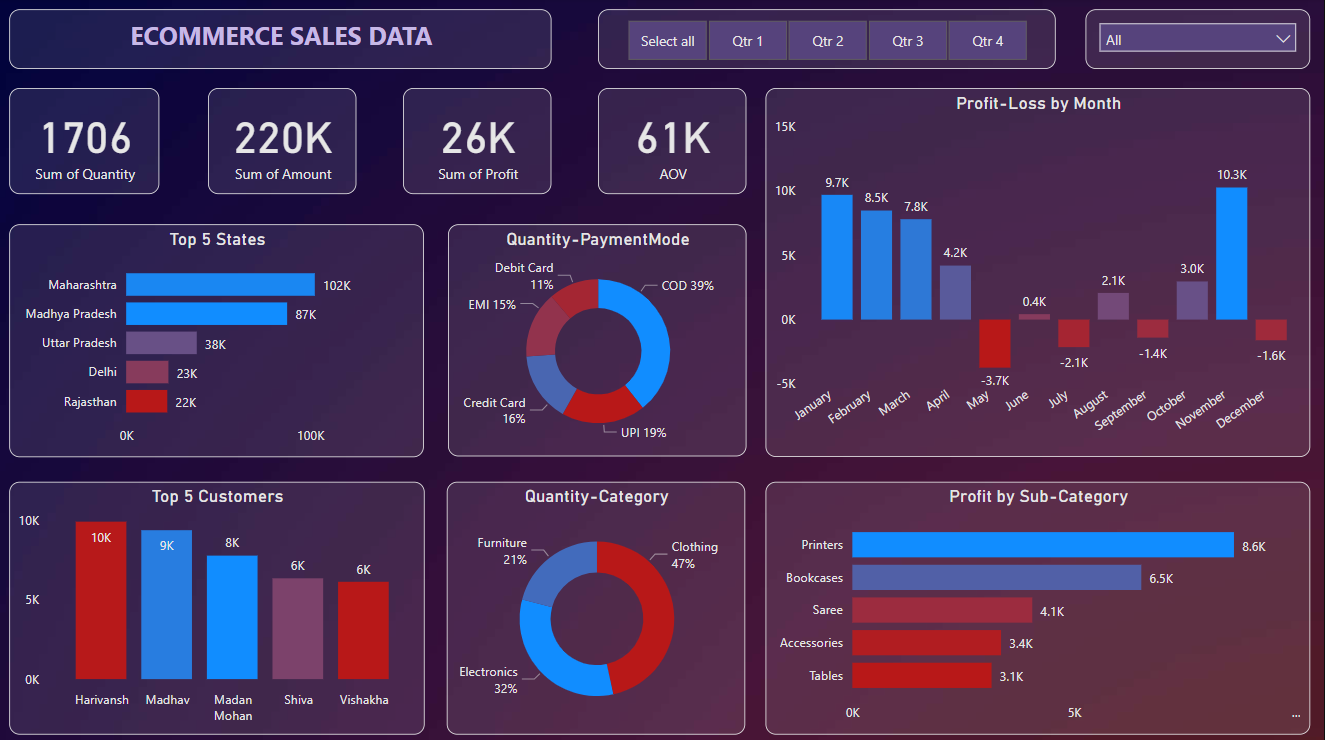 ECOMMERCE SALES DATA
Select all
Qtr 1
Qtr 2
Qtr 3
Qtr 4
All
1706
Sum of Quantity
220K
Sum of Amount
26K
Sum of Profit
61K
AOV
Profit-Loss by Month
15K
10K
5K
0K
-5K
9.7K
8.5K
7.8K
4.2K
-3.7K
0.4K
-2.1K
2.1K
-1.4K
3.0K
10.3K
-1.6K
January
February
March
April
May
June
July
August
September
October
November
December
Top 5 States
Maharashtra
102K
Madhya Pradesh
87K
Uttar Pradesh
38K
Delhi
23K
Rajasthan
22K
0K
100K
Quantity-PaymentMode
Debit Card
11%
COD 39%
EMI 15%
Credit Card
16%
UPI 19%
Top 5 Customers
10K
5K
0K
10K
9K
8K
6K
6K
Harivansh
Madhav
Madan
Mohan
Shiva
Vishakha
Quantity-Category
Furniture
21%
Clothing
47%
Electronics
32%
Profit by Sub-Category
Printers
8.6K
Bookcases
6.5K
Saree
4.1K
Accessories
3.4K
Tables
3.1K
0K
5K
...